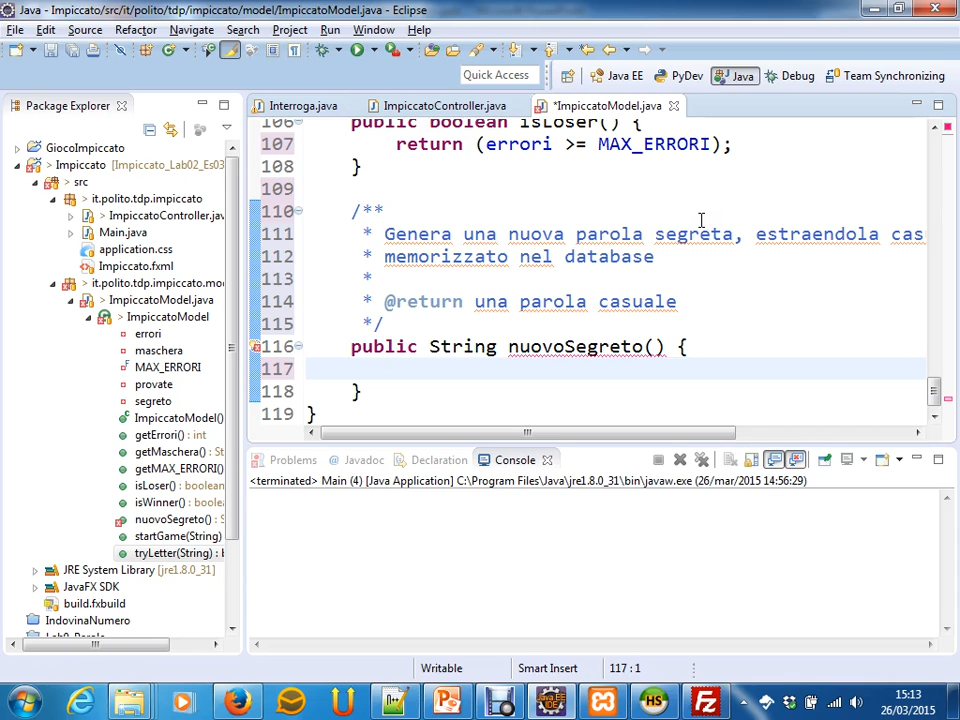 Java - Impiccato/src/it/polito/tdp/impiccato/model/ImpiccatoModel.java - Eclipse
File Edit Source Refactor Navigate Search Project Run Window Help
Quick Access
Java EE PyDev Java Debug Team Synchronizing
Package Explorer
Interroga.java ImpiccatoController.java *ImpiccatoModel.java
GiocoImpiccato
Impiccato [Impiccato_Lab02_Es03
src
it.polito.tdp.impiccato
ImpiccatoController.jav
Main.java
application.css
Impiccato.fxml
it.polito.tdp.impiccato.mo
ImpiccatoModel.java
ImpiccatoModel
errori
maschera
MAX_ERRORI
provate
segreto
ImpiccatoModel()
getErrori() : int
getMaschera() : St
getMAX_ERRORI()
isLoser() : boolean
isWinner() : boole
nuovoSegreto() : S
startGame(String)
tryLetter(String) : b
JRE System Library [jre1.8.0_31]
JavaFX SDK
build.fxbuild
IndovinaNumero
Lab0_Parole
106 public boolean isLoser() {
107 return (errori >= MAX_ERRORI);
108 }
109
110 /**
111 * Genera una nuova parola segreta, estraendola cas
112 * memorizzato nel database
113 *
114 * @return una parola casuale
115 */
116 public String nuovoSegreto() {
117
118 }
119 }
Problems Javadoc Declaration Console
<terminated> Main (4) [Java Application] C:\Program Files\Java\jre1.8.0_31\bin\javaw.exe (26/mar/2015 14:56:29)
Writable Smart Insert 117 : 1
15:13
26/03/2015